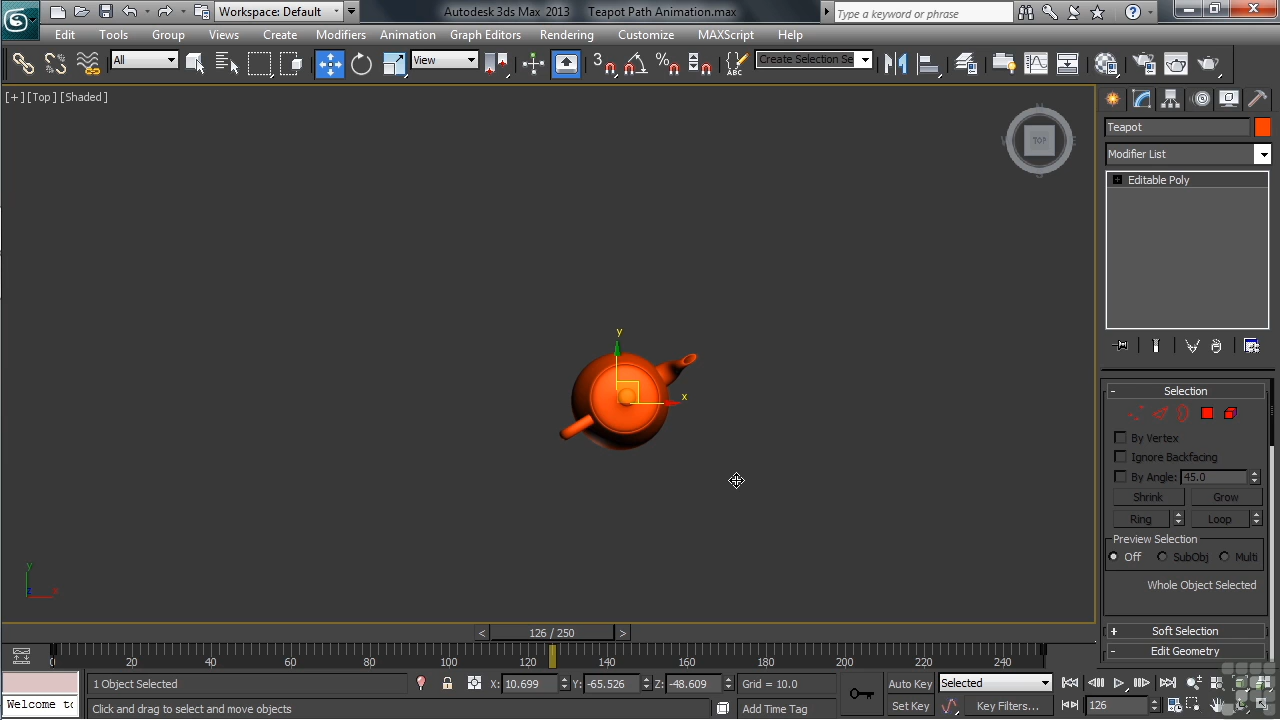 Workspace: Default
Autodesk 3ds Max 2013 Teapot Path Animation.max
Type a keyword or phrase
Edit Tools Group Views Create Modifiers Animation Graph Editors Rendering Customize MAXScript Help
All
View
3
%
ABC
Create Selection Se
[+] [Top] [Shaded]
N
W
TOP
E
S
Teapot
Modifier List
Editable Poly
Selection
By Vertex
Ignore Backfacing
By Angle: 45.0
Shrink Grow
Ring Loop
Preview Selection
Off SubObj Multi
Whole Object Selected
Soft Selection
Edit Geometry
y
x
y
z
x
< 126 / 250 >
0 20 40 60 80 100 120 140 160 180 200 220 240
1 Object Selected
X: 10.699 Y: -65.526 Z: -48.609
Grid = 10.0
Auto Key
Selected
Welcome to
Click and drag to select and move objects
Add Time Tag
Set Key
Key Filters...
126